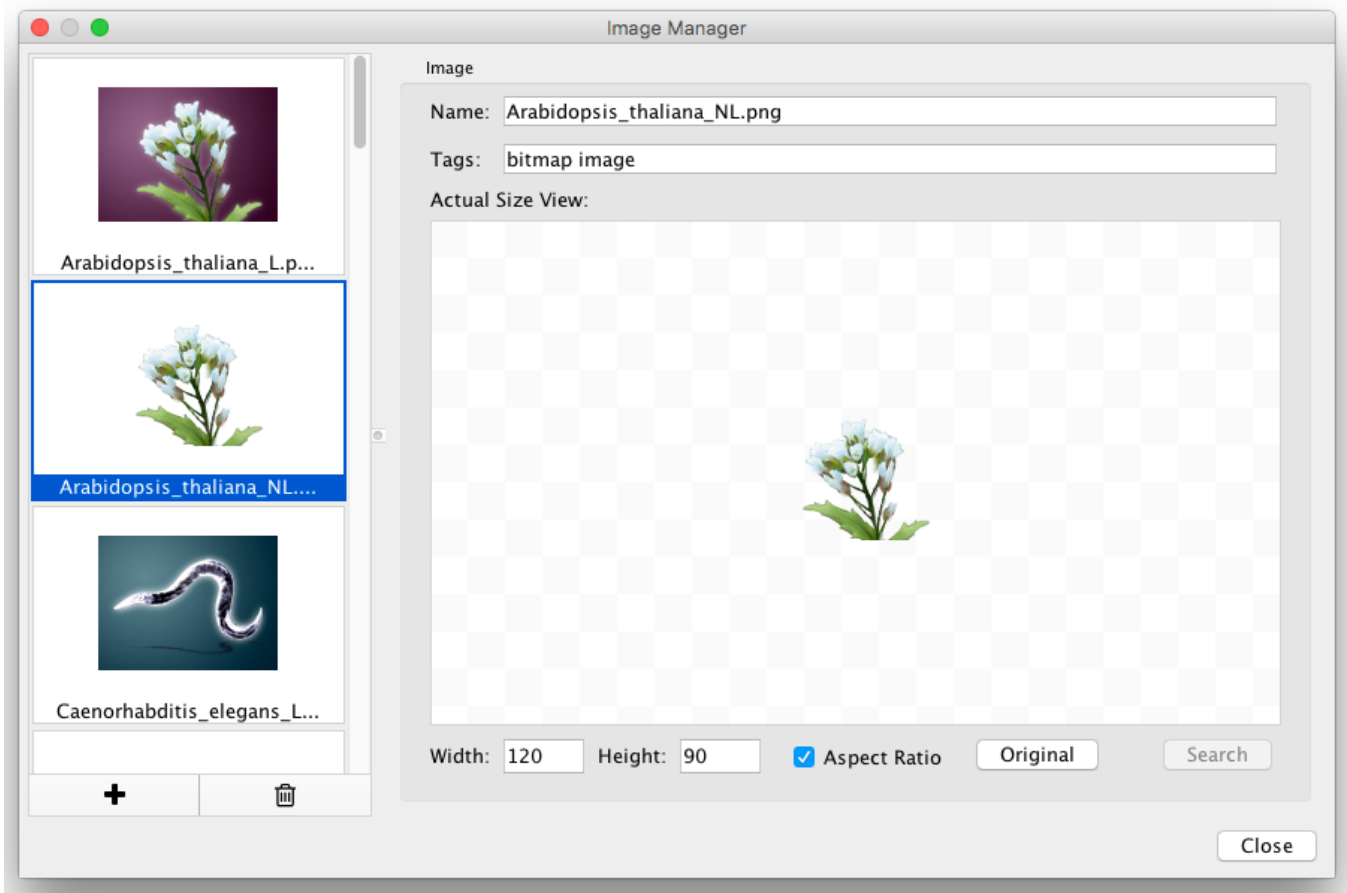 Image Manager
Arabidopsis_thaliana_L.p...
Arabidopsis_thaliana_NL....
Caenorhabditis_elegans_L...
Image
Name: Arabidopsis_thaliana_NL.png
Tags: bitmap image
Actual Size View:
Width: 120 Height: 90 Aspect Ratio Original Search
Close